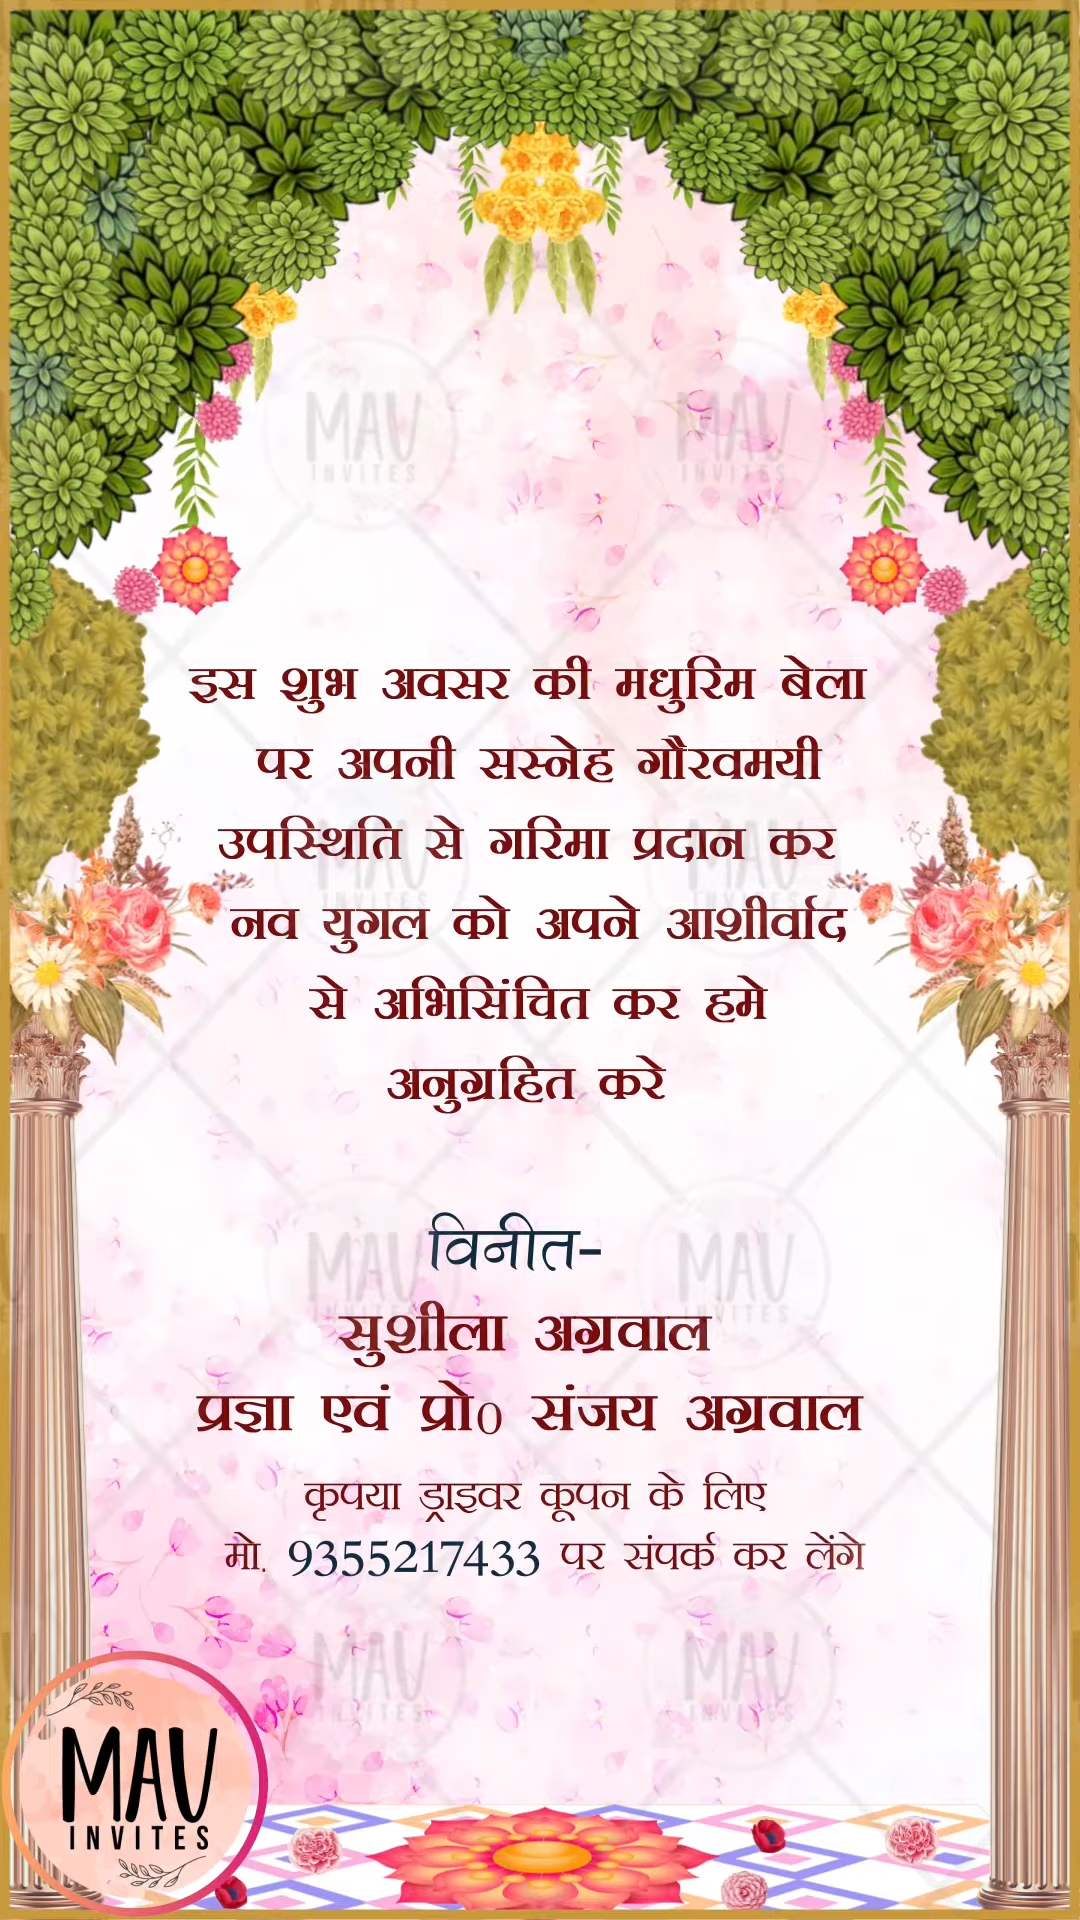 इस शुभ अवसर की मधुरिम बेला
पर अपनी सस्नेह गौरवमयी
उपस्थिति से गरिमा प्रदान कर
नव युगल को अपने आशीर्वाद
से अभिसिंचित कर हमे
अनुग्रहित करे
विनीत-
सुशीला अग्रवाल
प्रज्ञा एवं प्रो0 संजय अग्रवाल
कृपया ड्राइवर कूपन के लिए
मो. 9355217433 पर संपर्क कर लेंगे
MAV
INVITES